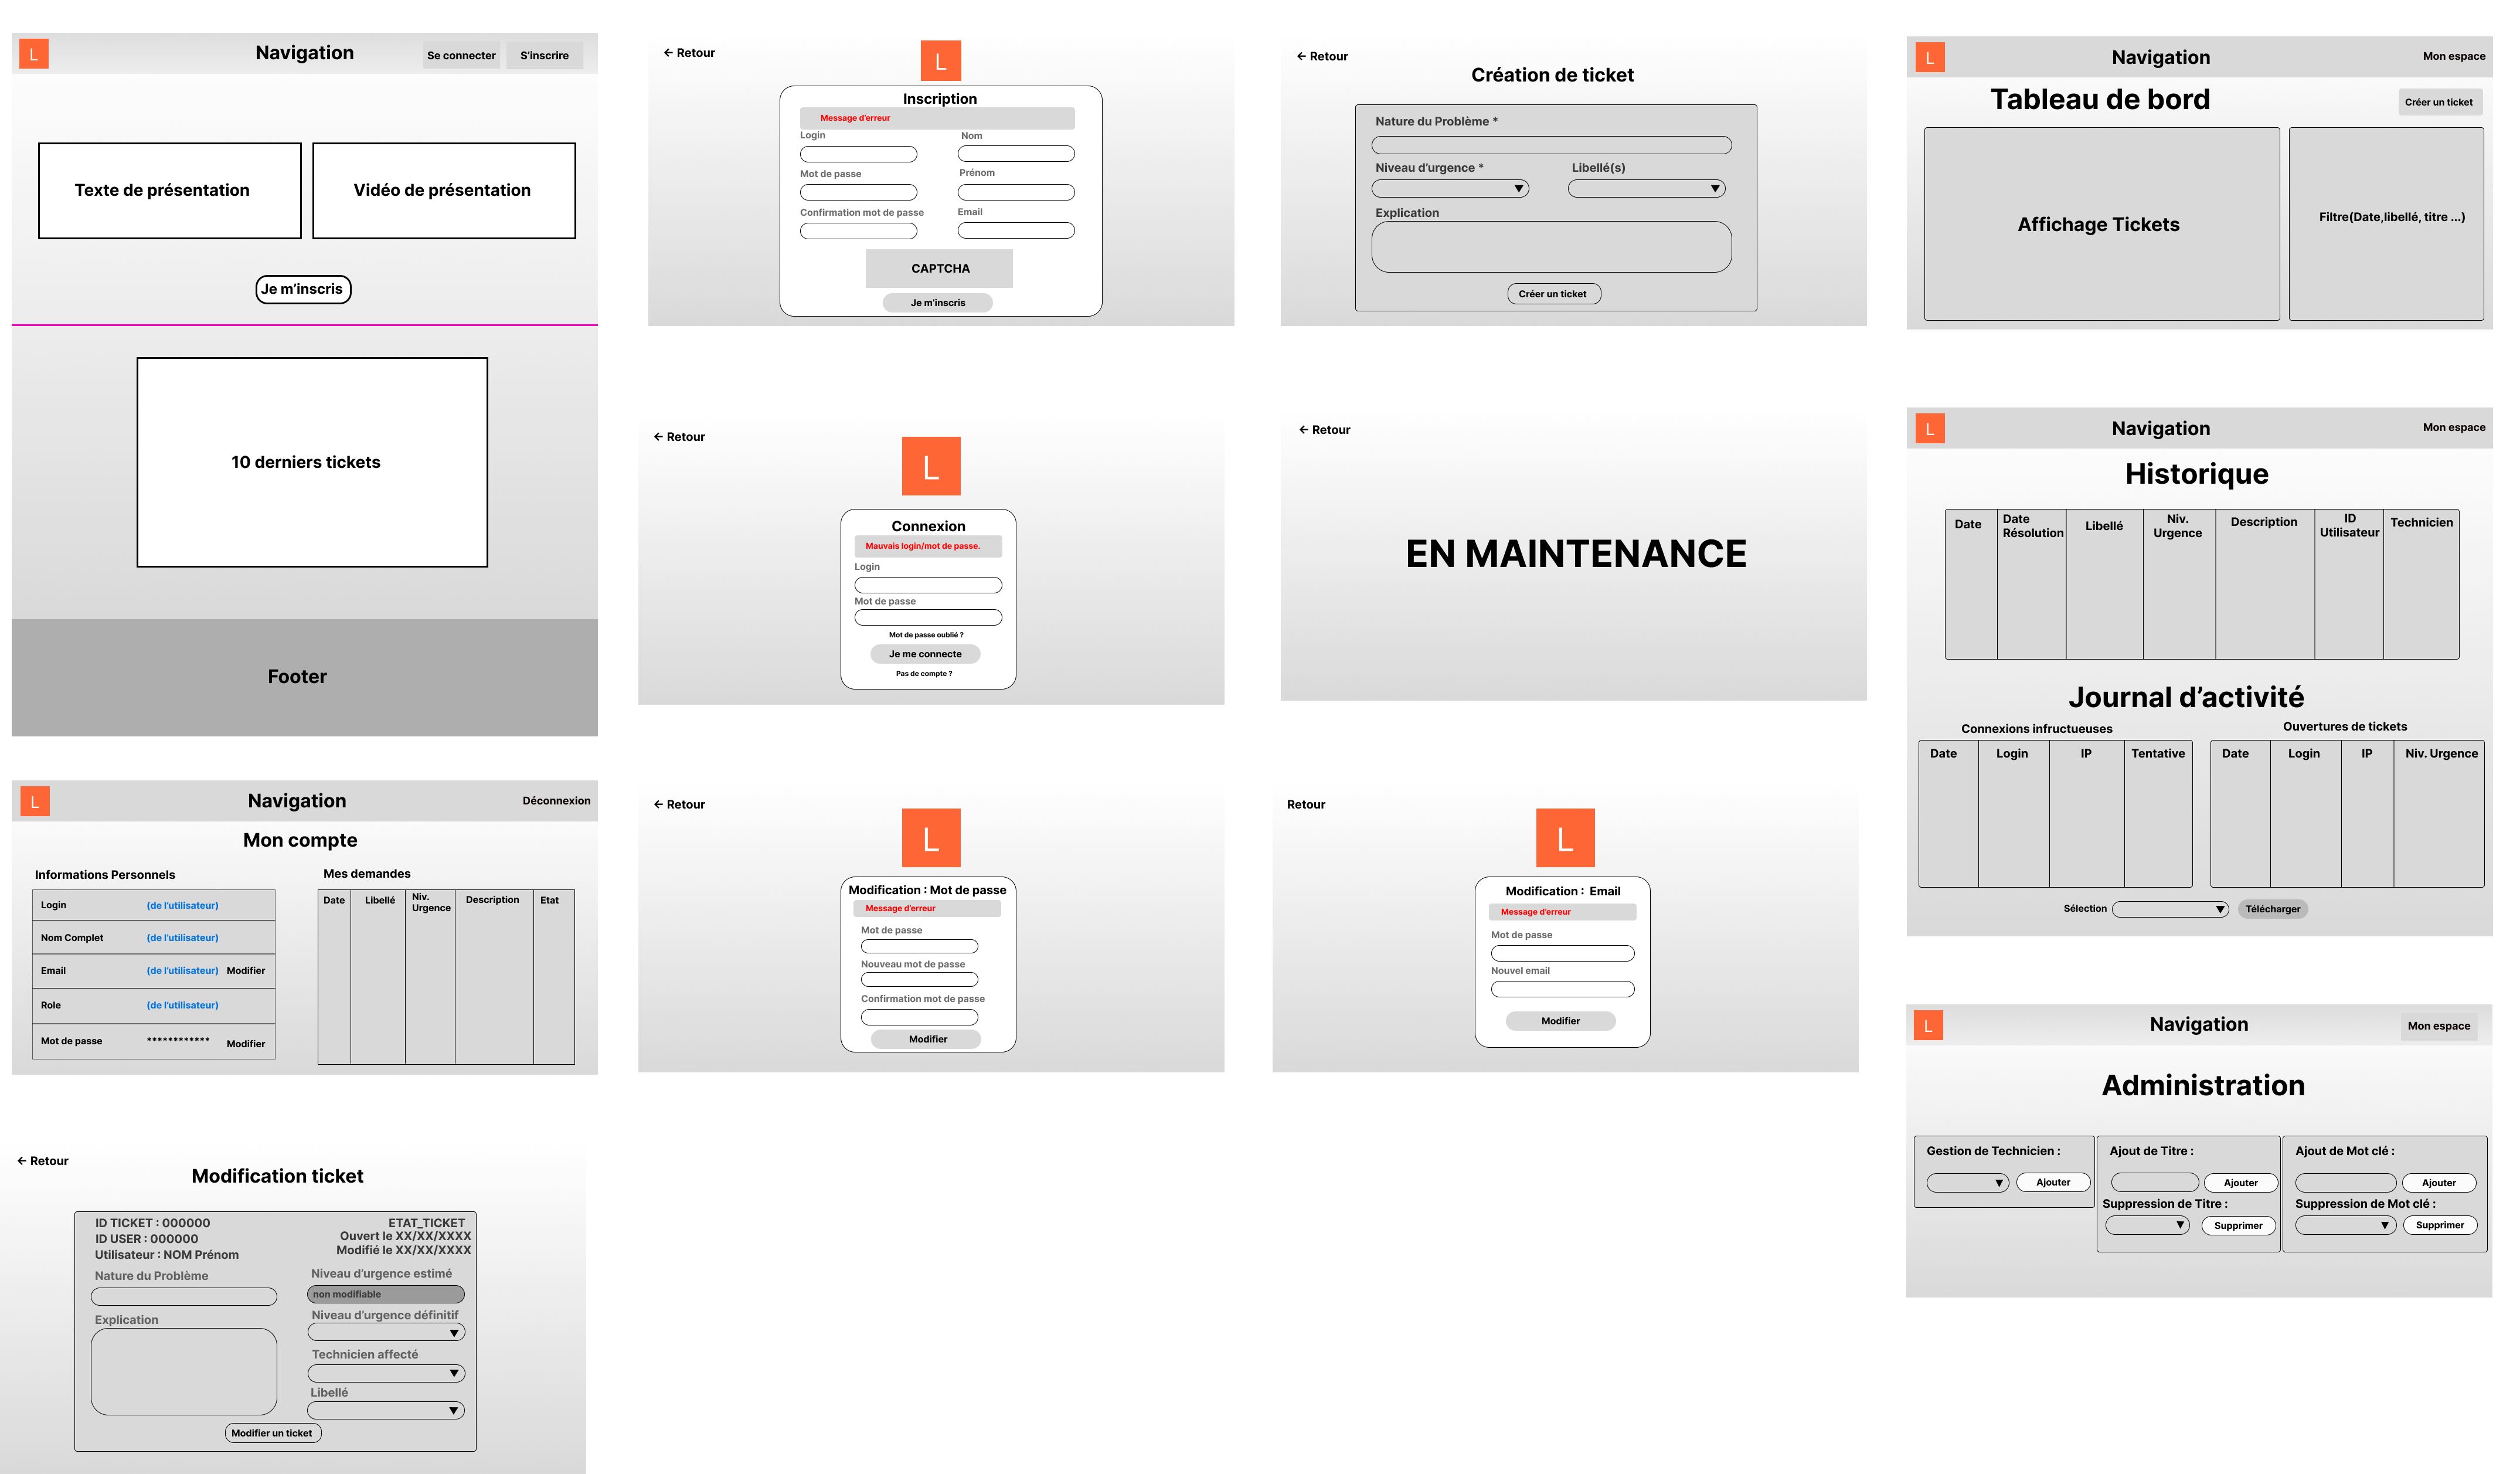 L
Navigation
Se connecter
S'inscrire
Texte de présentation
Vidéo de présentation
Je m'inscris
10 derniers tickets
Footer
← Retour
L
Inscription
Message d'erreur
Login
Nom
Mot de passe
Prénom
Confirmation mot de passe
Email
CAPTCHA
Je m'inscris
← Retour
Création de ticket
Nature du Problème *
Niveau d'urgence *
Libellé(s)
Explication
Créer un ticket
L
Navigation
Mon espace
Tableau de bord
Créer un ticket
Affichage Tickets
Filtre(Date,libellé, titre ...)
← Retour
L
Connexion
Mauvais login/mot de passe.
Login
Mot de passe
Mot de passe oublié ?
Je me connecte
Pas de compte ?
← Retour
EN MAINTENANCE
L
Navigation
Mon espace
Historique
Date
Date
Résolution
Libellé
Niv.
Urgence
Description
ID
Utilisateur
Technicien
Journal d'activité
Connexions infructueuses
Date
Login
IP
Tentative
Ouvertures de tickets
Date
Login
IP
Niv. Urgence
Sélection
Télécharger
L
Navigation
Déconnexion
Mon compte
Informations Personnels
Login
(de l'utilisateur)
Nom Complet
(de l'utilisateur)
Email
(de l'utilisateur)
Modifier
Role
(de l'utilisateur)
Mot de passe
************
Modifier
Mes demandes
Date
Libellé
Niv.
Urgence
Description
Etat
← Retour
L
Modification : Mot de passe
Message d'erreur
Mot de passe
Nouveau mot de passe
Confirmation mot de passe
Modifier
Retour
L
Modification : Email
Message d'erreur
Mot de passe
Nouvel email
Modifier
L
Navigation
Mon espace
Administration
Gestion de Technicien :
Ajouter
Ajout de Titre :
Ajouter
Suppression de Titre :
Supprimer
Ajout de Mot clé :
Ajouter
Suppression de Mot clé :
Supprimer
← Retour
Modification ticket
ID TICKET : 000000
ID USER : 000000
Utilisateur : NOM Prénom
ETAT_TICKET
Ouvert le XX/XX/XXXX
Modifié le XX/XX/XXXX
Nature du Problème
Explication
Niveau d'urgence estimé
non modifiable
Niveau d'urgence définitif
Technicien affecté
Libellé
Modifier un ticket